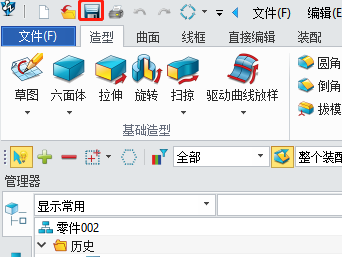 文件(F) 编辑(E
文件(F) 造型 曲面 线框 直接编辑 装配
草图 六面体 拉伸 旋转 扫掠 驱动曲线放样
圆角
倒角
拔模
基础造型
全部 整个装配
管理器
显示常用
零件002
历史